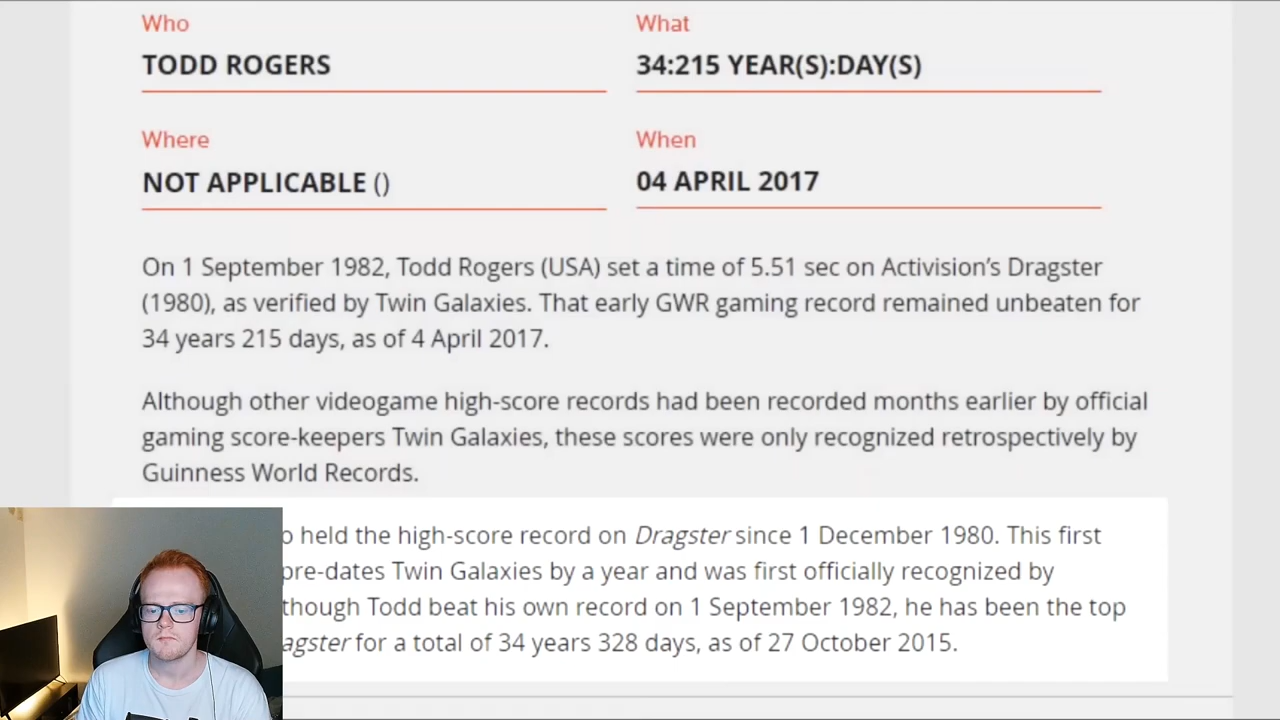 Who
TODD ROGERS
What
34:215 YEAR(S):DAY(S)
Where
NOT APPLICABLE ()
When
04 APRIL 2017
On 1 September 1982, Todd Rogers (USA) set a time of 5.51 sec on Activision’s Dragster
(1980), as verified by Twin Galaxies. That early GWR gaming record remained unbeaten for
34 years 215 days, as of 4 April 2017.
Although other videogame high-score records had been recorded months earlier by official
gaming score-keepers Twin Galaxies, these scores were only recognized retrospectively by
Guinness World Records.
o held the high-score record on Dragster since 1 December 1980. This first
pre-dates Twin Galaxies by a year and was first officially recognized by
though Todd beat his own record on 1 September 1982, he has been the top
agster for a total of 34 years 328 days, as of 27 October 2015.